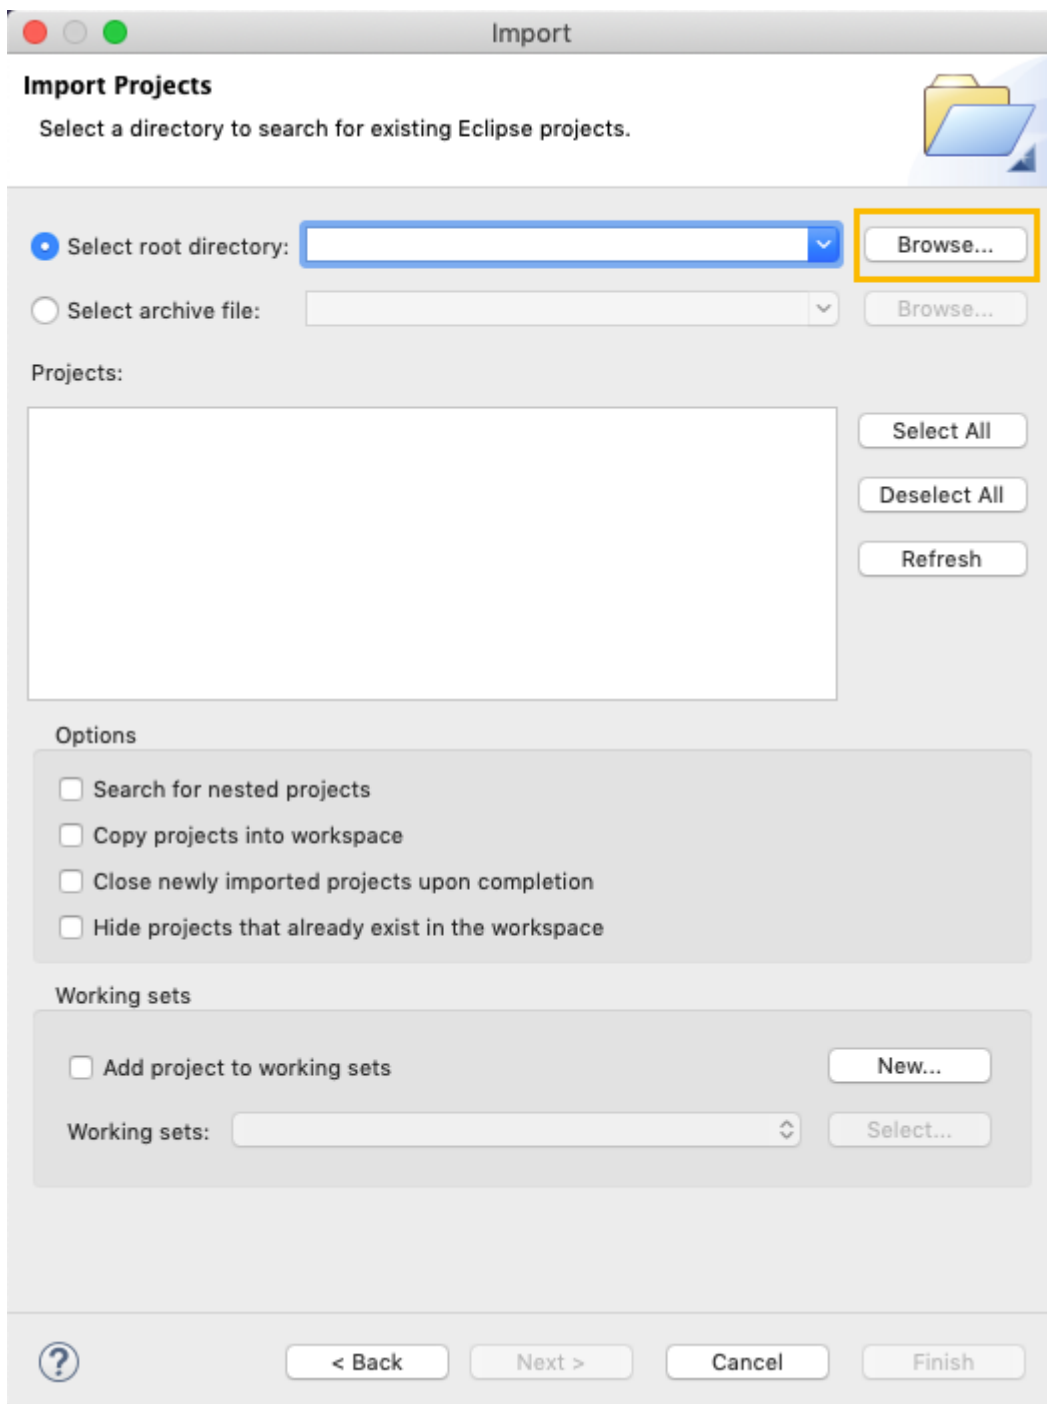 Import
Import Projects
Select a directory to search for existing Eclipse projects.
Select root directory: Browse...
Select archive file: Browse...
Projects:
Select All
Deselect All
Refresh
Options
Search for nested projects
Copy projects into workspace
Close newly imported projects upon completion
Hide projects that already exist in the workspace
Working sets
Add project to working sets New...
Working sets: Select...
? < Back Next > Cancel Finish